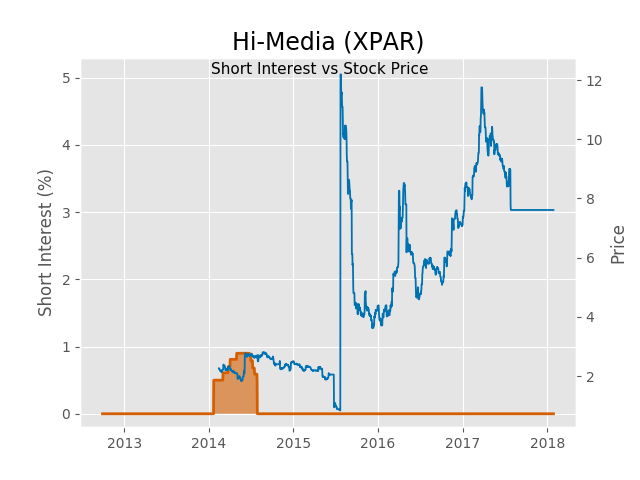 Hi-Media (XPAR)
Short Interest vs Stock Price
Short Interest (%)
Price
5
4
3
2
1
0
12
10
8
6
4
2
2013 2014 2015 2016 2017 2018